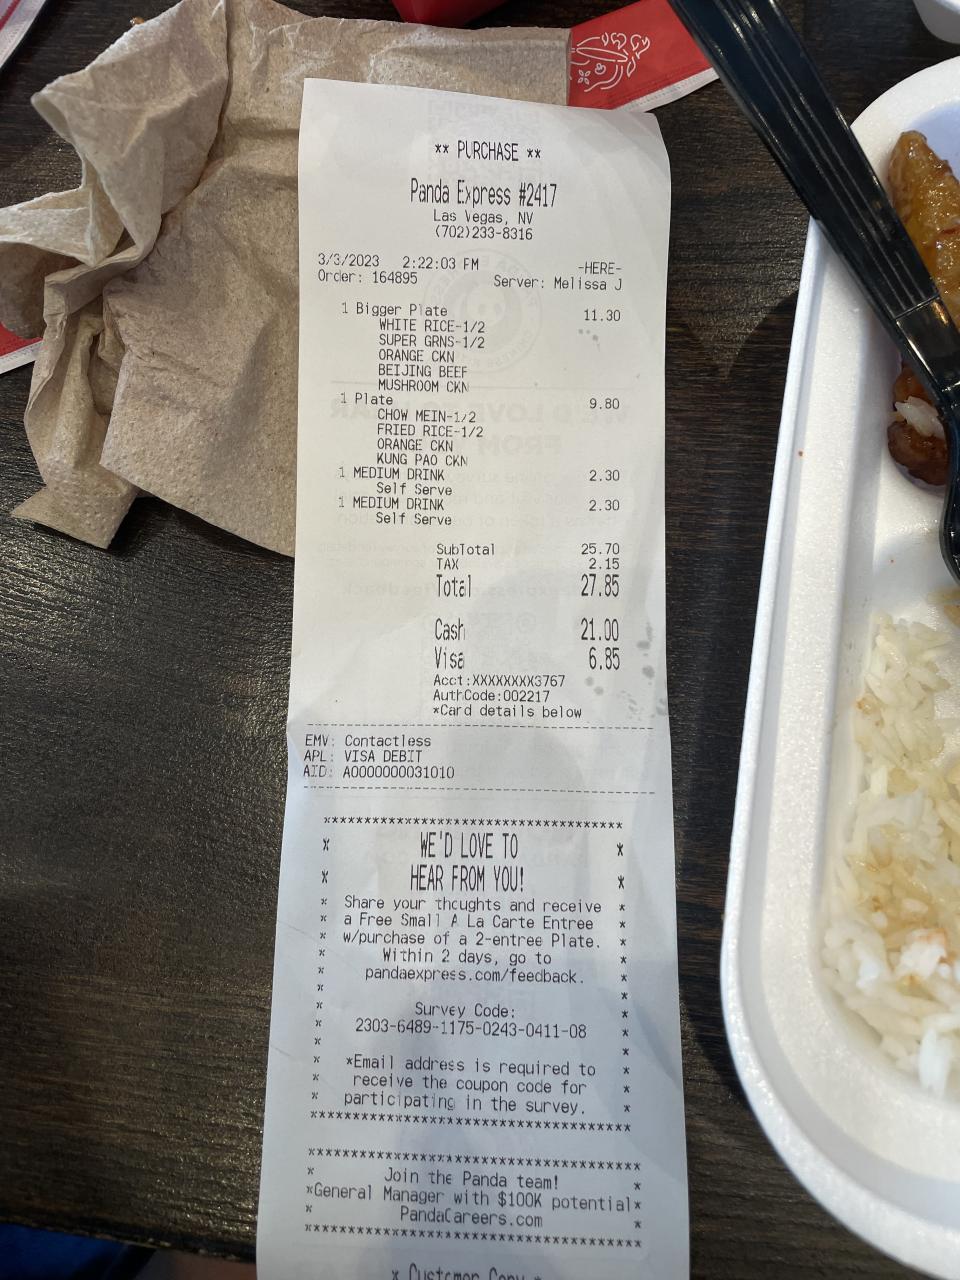 ** PURCHASE **
Panda Express #2417
Las Vegas, NV
(702)233-8316
3/3/2023 2:22:03 PM -HERE-
Order: 164895 Server: Melissa J
1 Bigger Plate 11.30
WHITE RICE-1/2
SUPER GRNS-1/2
ORANGE CKN
BEIJING BEEF
MUSHROOM CKN
1 Plate 9.80
CHOW MEIN-1/2
FRIED RICE-1/2
ORANGE CKN
KUNG PAO CKN
1 MEDIUM DRINK 2.30
Self Serve
1 MEDIUM DRINK 2.30
Self Serve
SubTotal 25.70
TAX 2.15
Total 27.85
Cash 21.00
Visa 6.85
Acct:XXXXXXXX3767
AuthCode:002217
*Card details below
EMV: Contactless
APL: VISA DEBIT
AID: A0000000031010
************************************
* WE'D LOVE TO *
* HEAR FROM YOU! *
* Share your thoughts and receive *
* a Free Small A La Carte Entree *
* w/purchase of a 2-entree Plate. *
* Within 2 days, go to *
* pandaexpress.com/feedback. *
* *
* Survey Code: *
* 2303-6489-1175-0243-0411-08 *
* *
* *Email address is required to *
* receive the coupon code for *
* participating in the survey. *
************************************
************************************
* Join the Panda team! *
*General Manager with $100K potential*
* PandaCareers.com *
************************************
* Customer Copy *